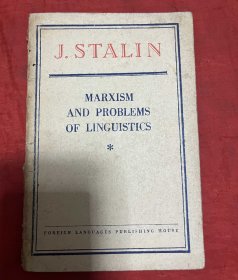 J. STALIN
MARXISM
AND PROBLEMS
OF LINGUISTICS
*
FOREIGN LANGUAGES PUBLISHING HOUSE